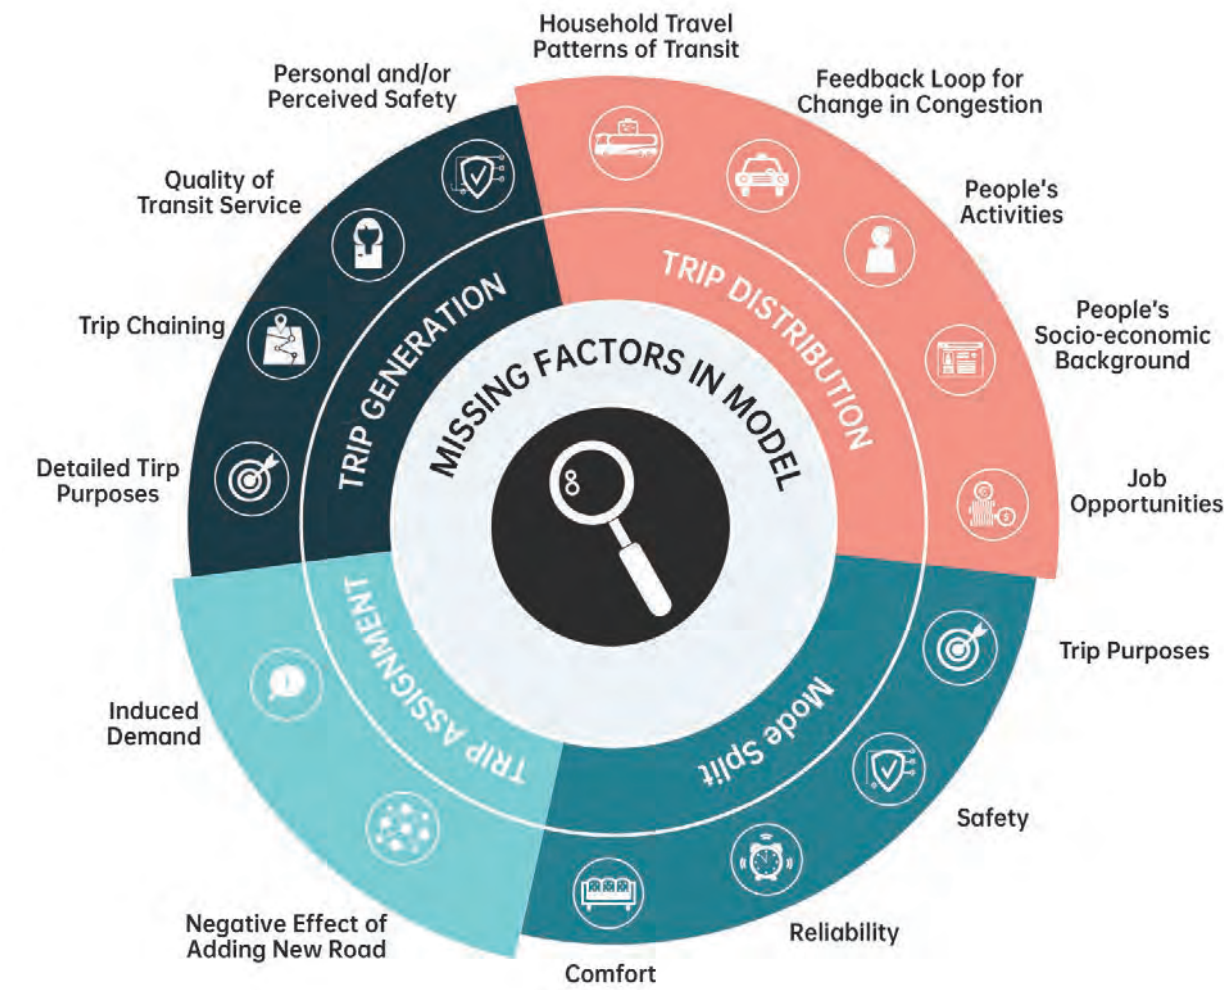 Household Travel
Patterns of Transit
Feedback Loop for
Change in Congestion
People's
Activities
People's
Socio-economic
Background
Job
Opportunities
Trip Purposes
Safety
Reliability
Comfort
Negative Effect of
Adding New Road
Induced
Demand
Detailed Tirp
Purposes
Trip Chaining
Quality of
Transit Service
Personal and/or
Perceived Safety
TRIP GENERATION
TRIP DISTRIBUTION
Mode Split
TRIP ASSIGNMENT
MISSING FACTORS IN MODEL